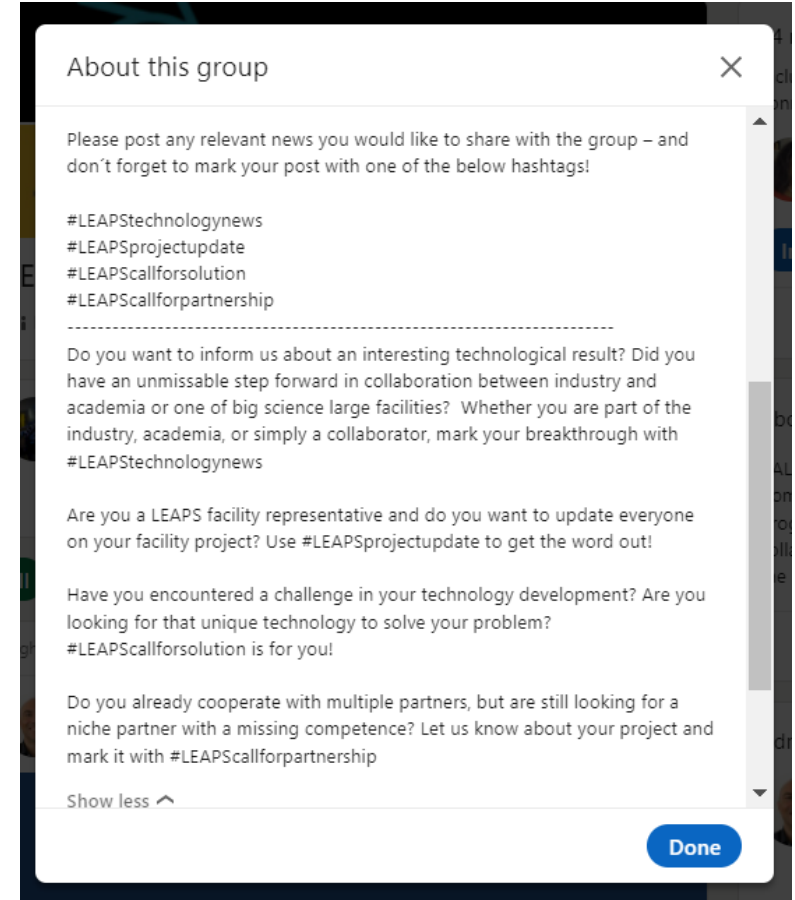 About this group
Please post any relevant news you would like to share with the group – and
don´t forget to mark your post with one of the below hashtags!
#LEAPStechnologynews
#LEAPSprojectupdate
#LEAPScallforsolution
#LEAPScallforpartnership
-------------------------------------------------------------------------
Do you want to inform us about an interesting technological result? Did you
have an unmissable step forward in collaboration between industry and
academia or one of big science large facilities?  Whether you are part of the
industry, academia, or simply a collaborator, mark your breakthrough with
#LEAPStechnologynews
Are you a LEAPS facility representative and do you want to update everyone
on your facility project? Use #LEAPSprojectupdate to get the word out!
Have you encountered a challenge in your technology development? Are you
looking for that unique technology to solve your problem?
#LEAPScallforsolution is for you!
Do you already cooperate with multiple partners, but are still looking for a
niche partner with a missing competence? Let us know about your project and
mark it with #LEAPScallforpartnership
Show less
Done